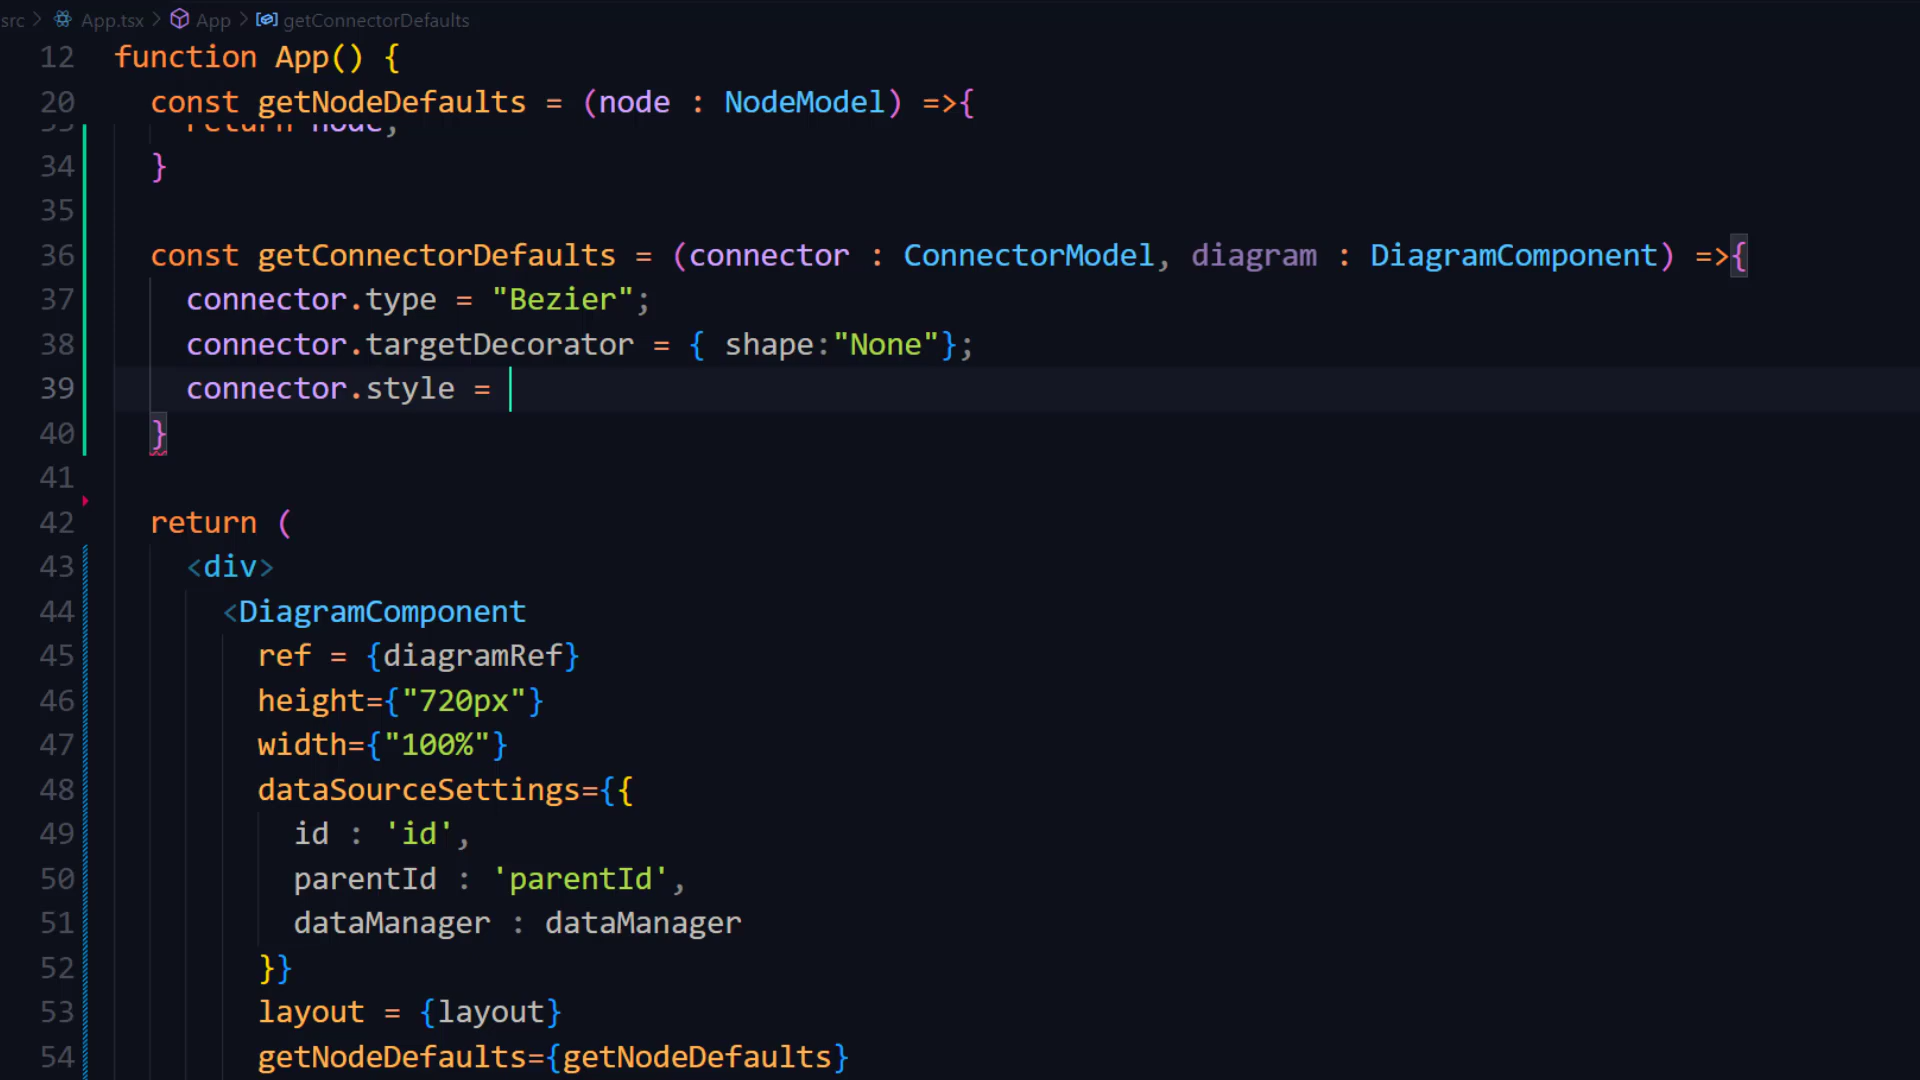 src > App.tsx > App > getConnectorDefaults
12 function App() {
20 const getNodeDefaults = (node : NodeModel) =>{
33 return node;
34 }
35
36 const getConnectorDefaults = (connector : ConnectorModel, diagram : DiagramComponent) =>{
37 connector.type = "Bezier";
38 connector.targetDecorator = { shape:"None"};
39 connector.style =
40 }
41
42 return (
43 <div>
44 <DiagramComponent
45 ref = {diagramRef}
46 height={"720px"}
47 width={"100%"}
48 dataSourceSettings={{
49 id : 'id',
50 parentId : 'parentId',
51 dataManager : dataManager
52 }}
53 layout = {layout}
54 getNodeDefaults={getNodeDefaults}